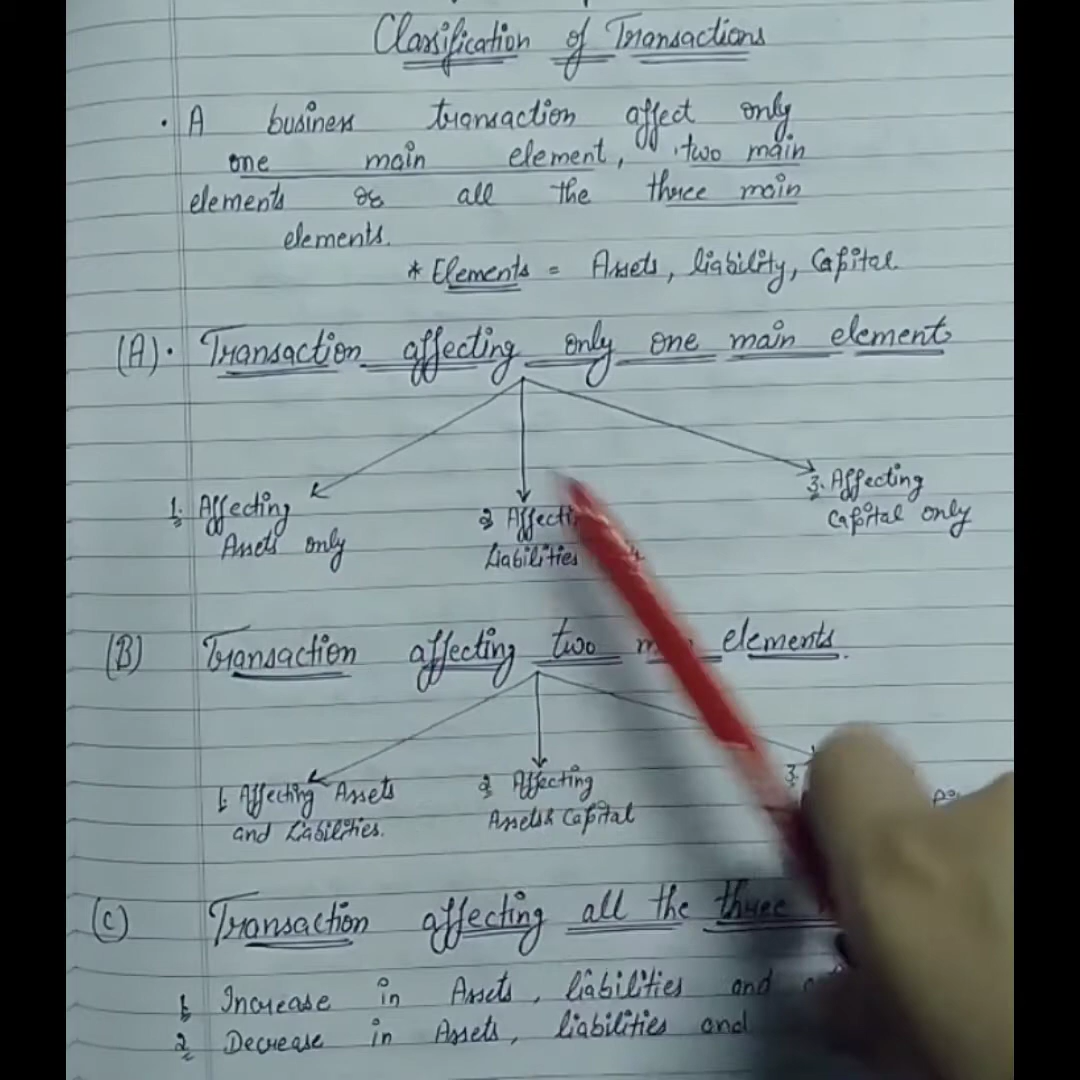 Classification of Transactions
· A business transaction affect only
one main element, two main
elements or all the three main
elements.
* Elements = Assets, liability, Capital
(A)· Transaction affecting only one main element
1. Affecting
Assets only
2 Affecti
Liabilities
3. Affecting
Capital only
(B) Transaction affecting two elements.
1. Affecting Assets
and Liabilities.
2 Affecting
Assets & Capital
3.
(C) Transaction affecting all the three
1. Increase in Assets, liabilities and
2. Decrease in Assets, liabilities and